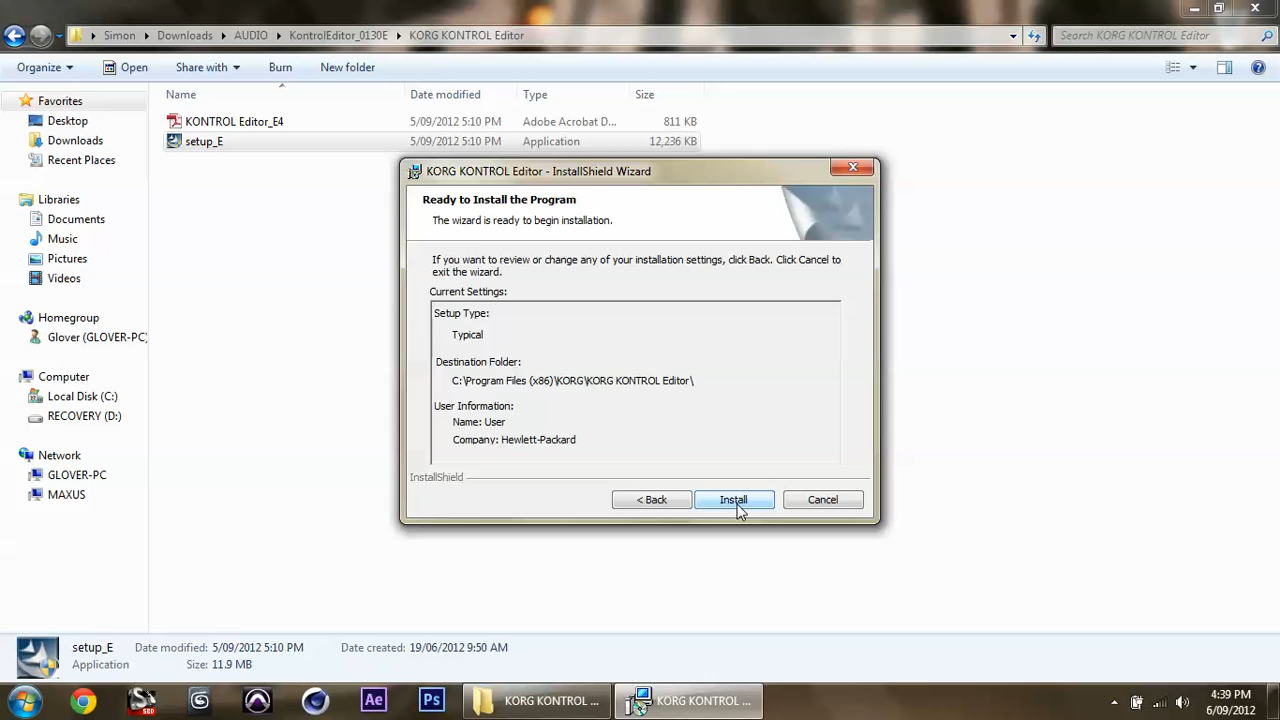 Simon Downloads AUDIO KontrolEditor_0130E KORG KONTROL Editor
Search KORG KONTROL Editor
Organize Open Share with Burn New folder
Name Date modified Type Size
KONTROL Editor_E4 5/09/2012 5:10 PM Adobe Acrobat D... 811 KB
setup_E 5/09/2012 5:10 PM Application 12,236 KB
Favorites
Desktop
Downloads
Recent Places
Libraries
Documents
Music
Pictures
Videos
Homegroup
Glover (GLOVER-PC)
Computer
Local Disk (C:)
RECOVERY (D:)
Network
GLOVER-PC
MAXUS
KORG KONTROL Editor - InstallShield Wizard
Ready to Install the Program
The wizard is ready to begin installation.
If you want to review or change any of your installation settings, click Back. Click Cancel to
exit the wizard.
Current Settings:
Setup Type:
Typical
Destination Folder:
C:\Program Files (x86)\KORG\KORG KONTROL Editor\
User Information:
Name: User
Company: Hewlett-Packard
InstallShield
< Back Install Cancel
setup_E Date modified: 5/09/2012 5:10 PM Date created: 19/06/2012 9:50 AM
Application Size: 11.9 MB
SBD Ae Ps KORG KONTROL ... KORG KONTROL ...
4:39 PM
6/09/2012